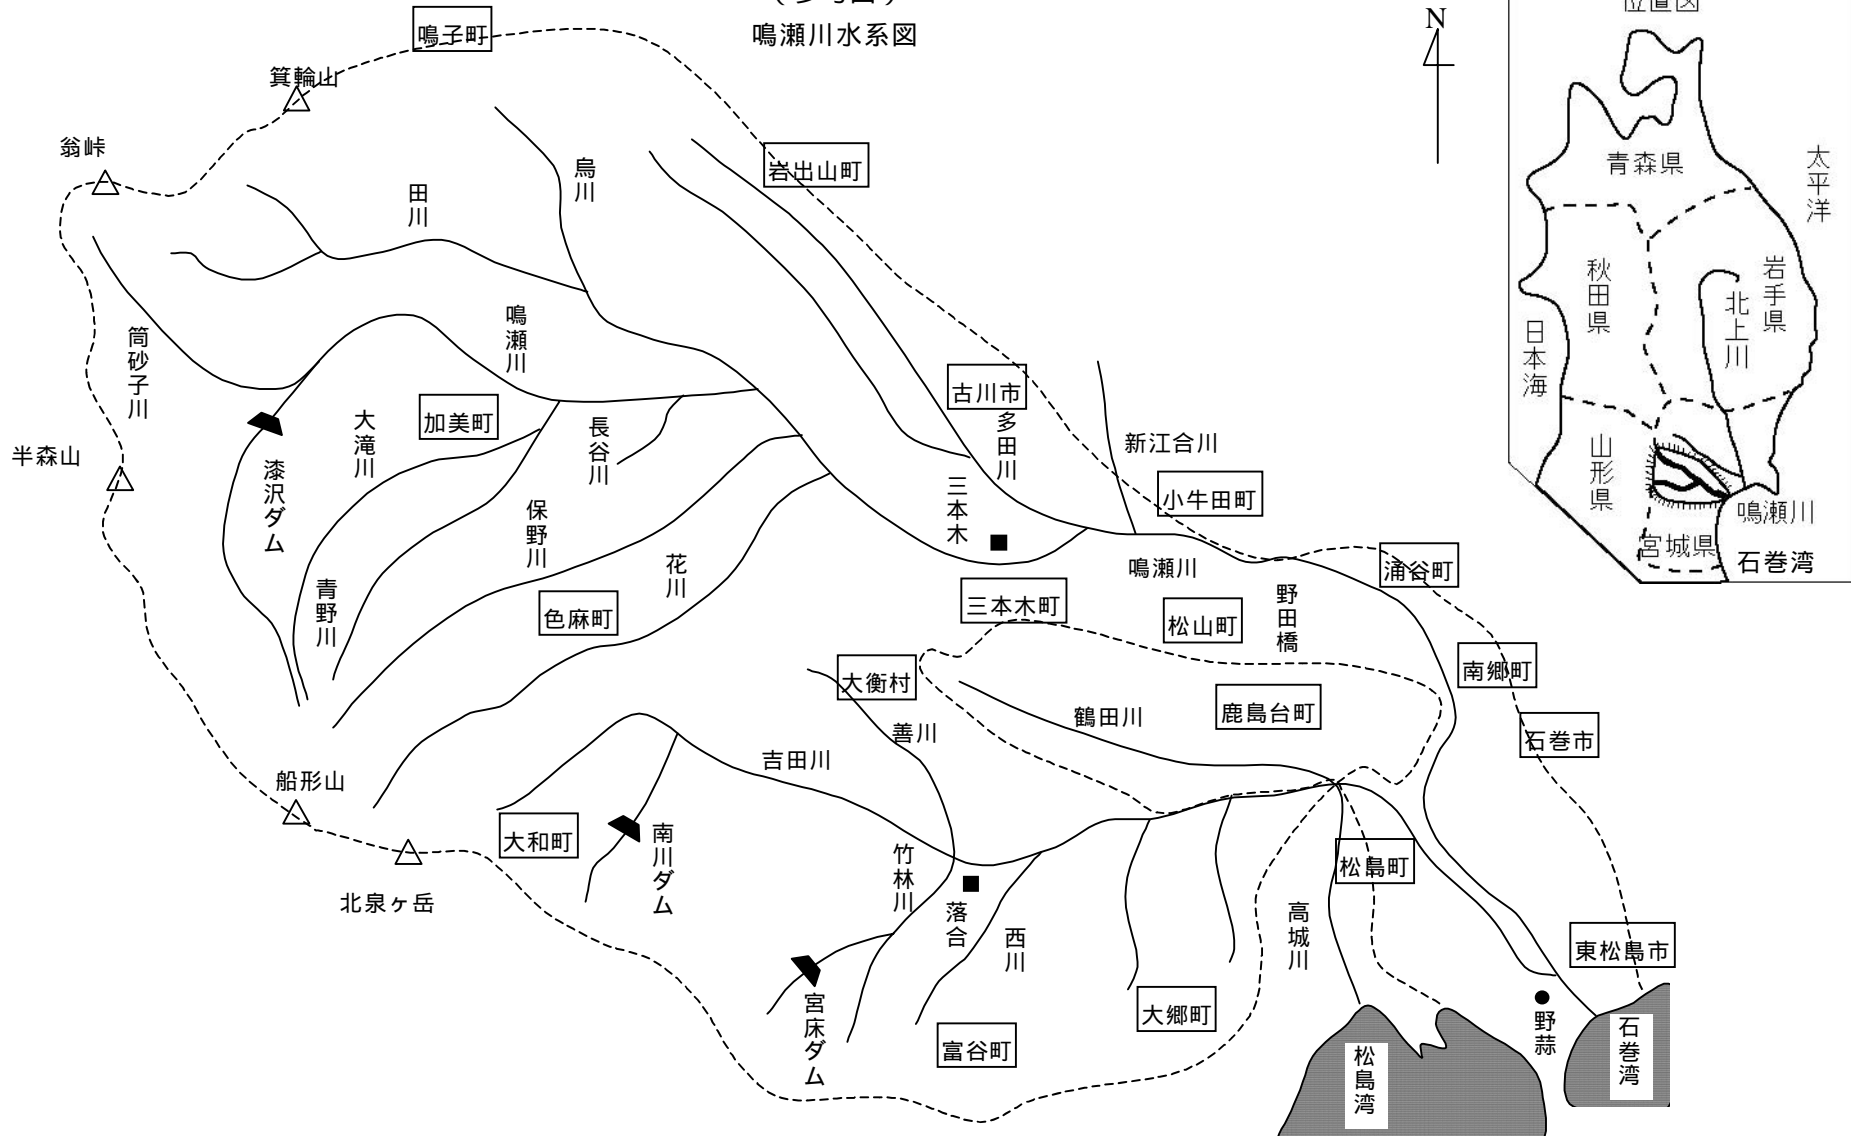 (参考図)
鳴瀬川水系図
N
位置図
鳴子町
箕輪山
翁峠
田川
烏川
岩出山町
青森県
太平洋
秋田県
岩手県
北上川
日本海
山形県
鳴瀬川
宮城県
石巻湾
筒砂子川
鳴瀬川
古川市
多田川
新江合川
加美町
大滝川
長谷川
半森山
漆沢ダム
保野川
三本木
小牛田町
鳴瀬川
涌谷町
青野川
色麻町
花川
三本木町
松山町
野田橋
大衡村
南郷町
鶴田川
鹿島台町
石巻市
善川
吉田川
船形山
大和町
南川ダム
竹林川
松島町
北泉ヶ岳
落合
西川
高城川
東松島市
宮床ダム
大郷町
富谷町
野蒜
石巻湾
松島湾